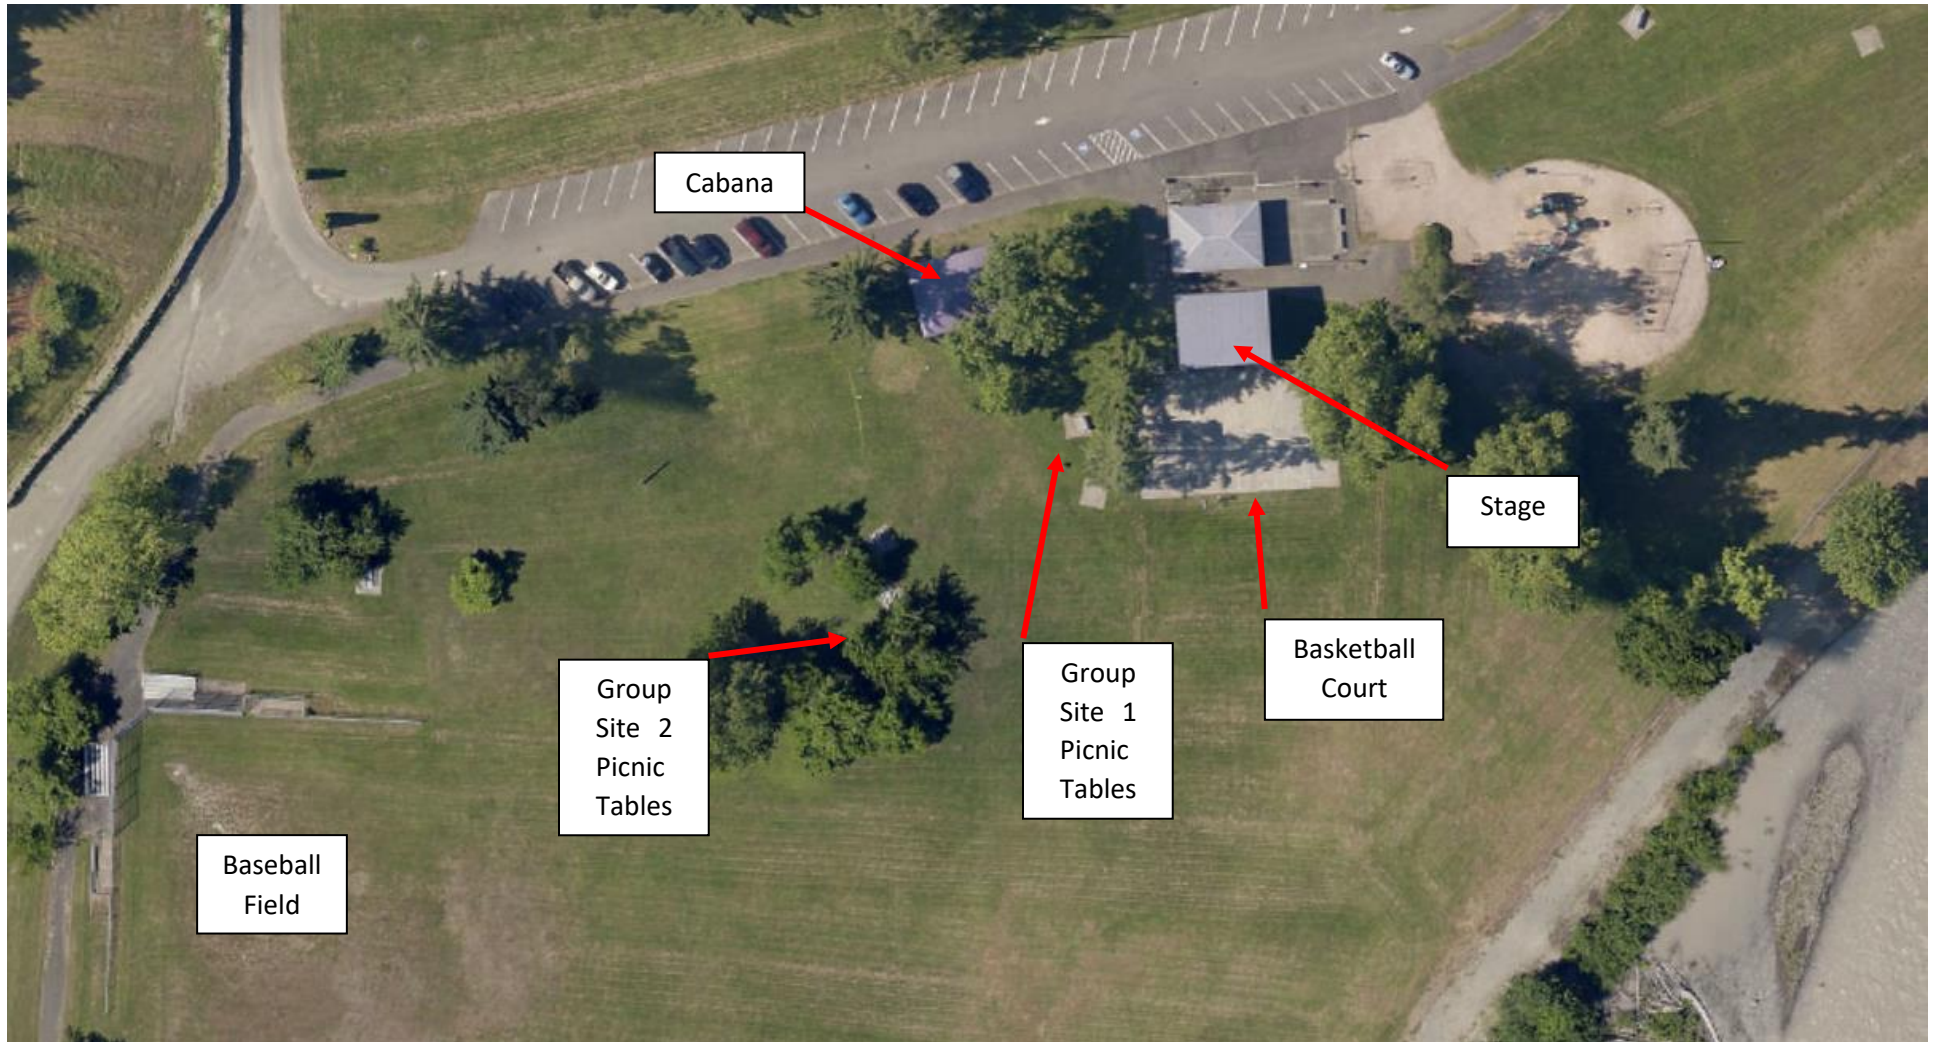 Cabana
Stage
Basketball
Court
Group
Site 1
Picnic
Tables
Group
Site 2
Picnic
Tables
Baseball
Field